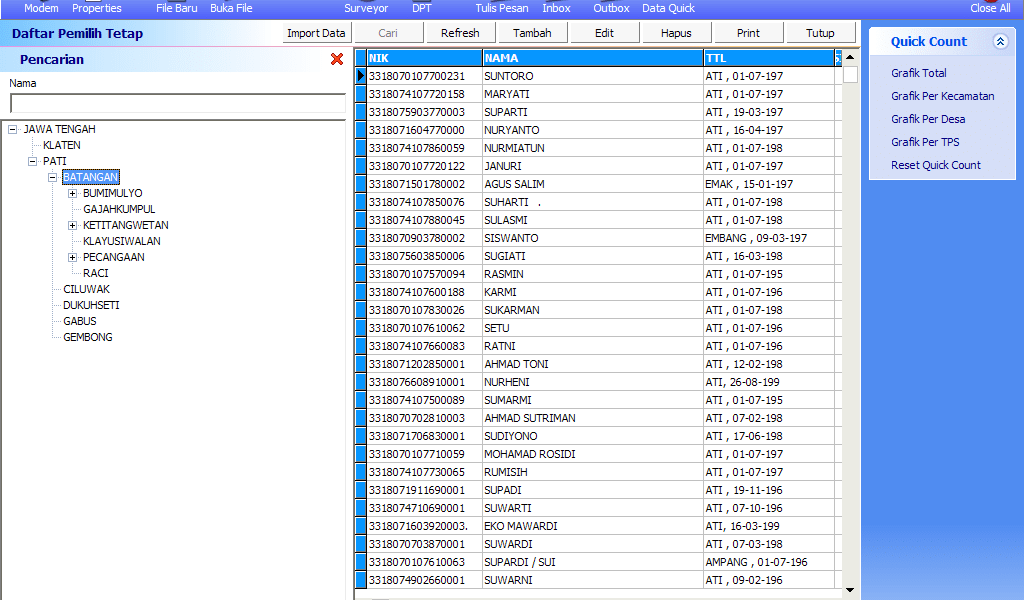 Modem Properties File Baru Buka File Surveyor DPT Tulis Pesan Inbox Outbox Data Quick Close All
Daftar Pemilih Tetap
Import Data Cari Refresh Tambah Edit Hapus Print Tutup
Pencarian
Nama
JAWA TENGAH
KLATEN
PATI
BATANGAN
BUMIMULYO
GAJAHKUMPUL
KETITANGWETAN
KLAYUSIWALAN
PECANGAAN
RACI
CILUWAK
DUKUHSETI
GABUS
GEMBONG
NIK NAMA TTL
3318070107700231 SUNTORO ATI , 01-07-197
3318074107720158 MARYATI ATI , 01-07-197
3318075903770003 SUPARTI ATI , 19-03-197
3318071604770000 NURYANTO ATI , 16-04-197
3318074107860059 NURMIATUN ATI , 01-07-198
3318070107720122 JANURI ATI , 01-07-197
3318071501780002 AGUS SALIM EMAK , 15-01-197
3318074107850076 SUHARTI . ATI , 01-07-198
3318074107880045 SULASMI ATI , 01-07-198
3318070903780002 SISWANTO EMBANG , 09-03-197
3318075603850006 SUGIATI ATI , 16-03-198
3318070107570094 RASMIN ATI , 01-07-195
3318074107600188 KARMI ATI , 01-07-196
3318070107830026 SUKARMAN ATI , 01-07-198
3318070107610062 SETU ATI , 01-07-196
3318074107660083 RATNI ATI , 01-07-196
3318071202850001 AHMAD TONI ATI , 12-02-198
3318076608910001 NURHENI ATI, 26-08-199
3318074107500089 SUMARMI ATI , 01-07-195
3318070702810003 AHMAD SUTRIMAN ATI , 07-02-198
3318071706830001 SUDIYONO ATI , 17-06-198
3318070107710059 MOHAMAD ROSIDI ATI , 01-07-197
3318074107730065 RUMISIH ATI , 01-07-197
3318071911690001 SUPADI ATI , 19-11-196
3318074710690001 SUWARTI ATI , 07-10-196
3318071603920003. EKO MAWARDI ATI, 16-03-199
3318070703870001 SUWARDI ATI , 07-03-198
3318070107610063 SUPARDI / SUI AMPANG , 01-07-196
3318074902660001 SUWARNI ATI , 09-02-196
Quick Count
Grafik Total
Grafik Per Kecamatan
Grafik Per Desa
Grafik Per TPS
Reset Quick Count